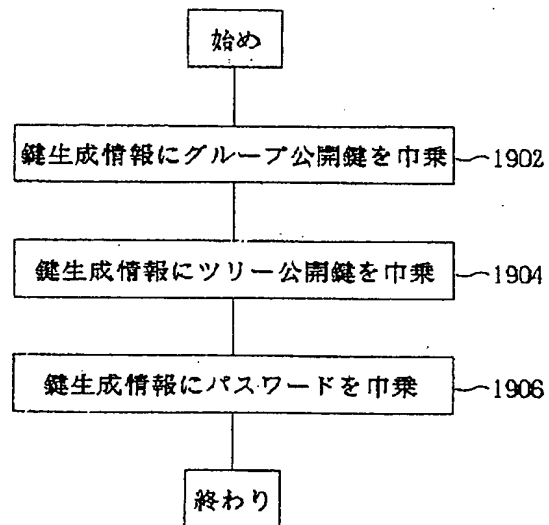 始め
鍵生成情報にグループ公開鍵を巾乗
1902
鍵生成情報にツリー公開鍵を巾乗
1904
鍵生成情報にパスワードを巾乗
1906
終わり